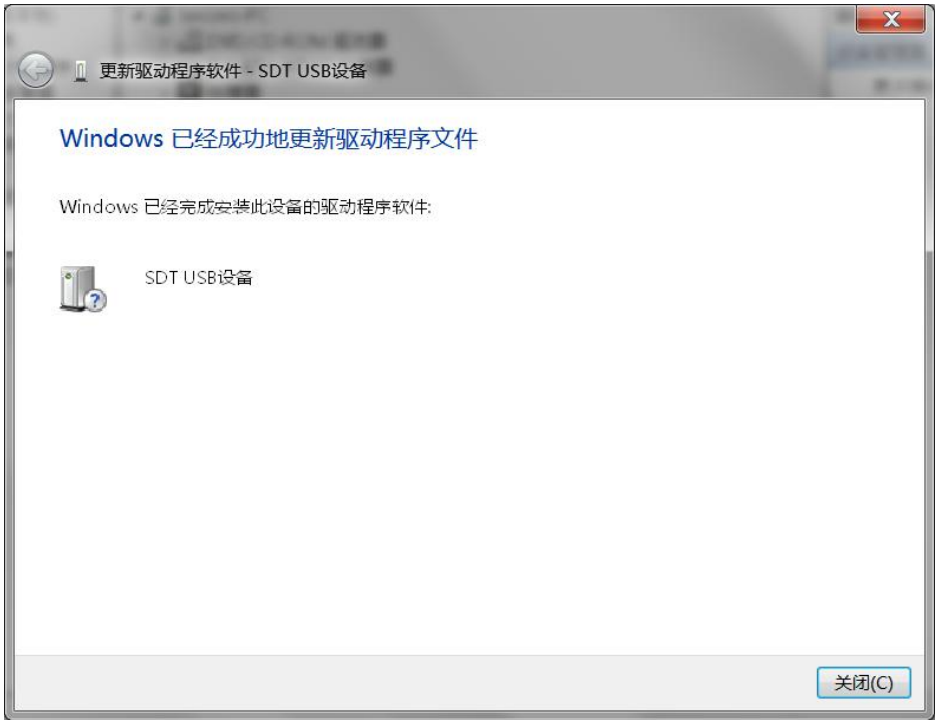 更新驱动程序软件 - SDT USB设备
Windows 已经成功地更新驱动程序文件
Windows 已经完成安装此设备的驱动程序软件:
SDT USB设备
关闭(C)